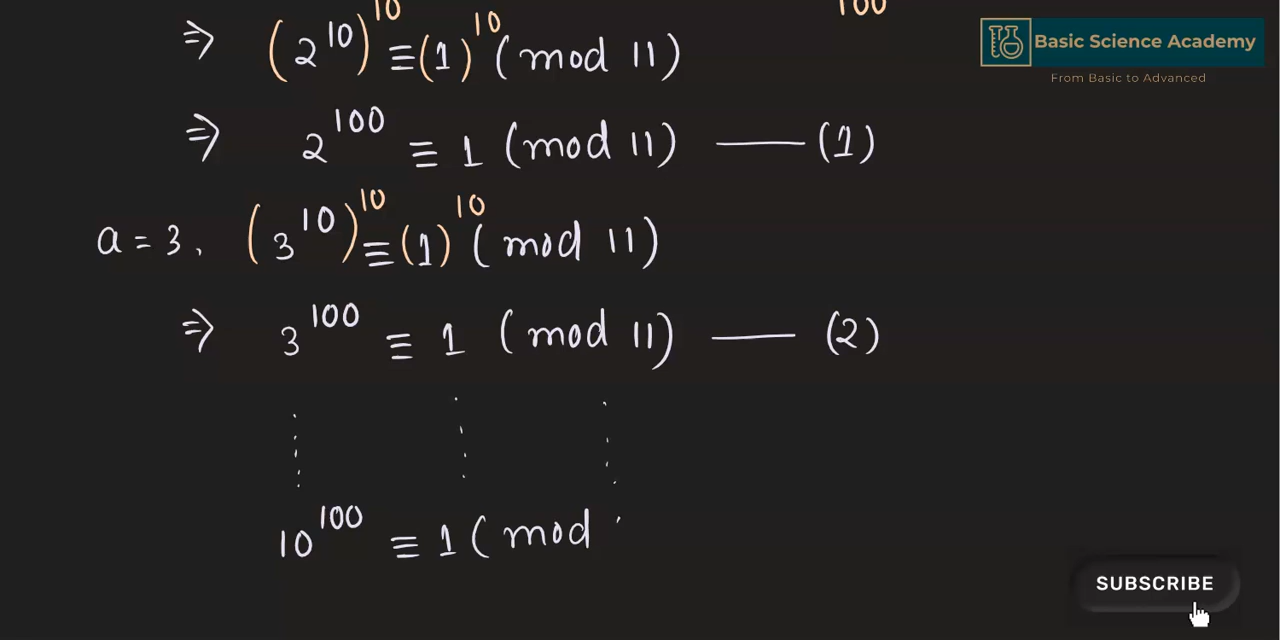 100
⇒ (2^10)^10 ≡ (1)^10 (mod 11)
Basic Science Academy
From Basic to Advanced
⇒ 2^100 ≡ 1 (mod 11) —— (1)
a = 3, (3^10)^10 ≡ (1)^10 (mod 11)
⇒ 3^100 ≡ 1 (mod 11) —— (2)
10^100 ≡ 1 (mod
SUBSCRIBE